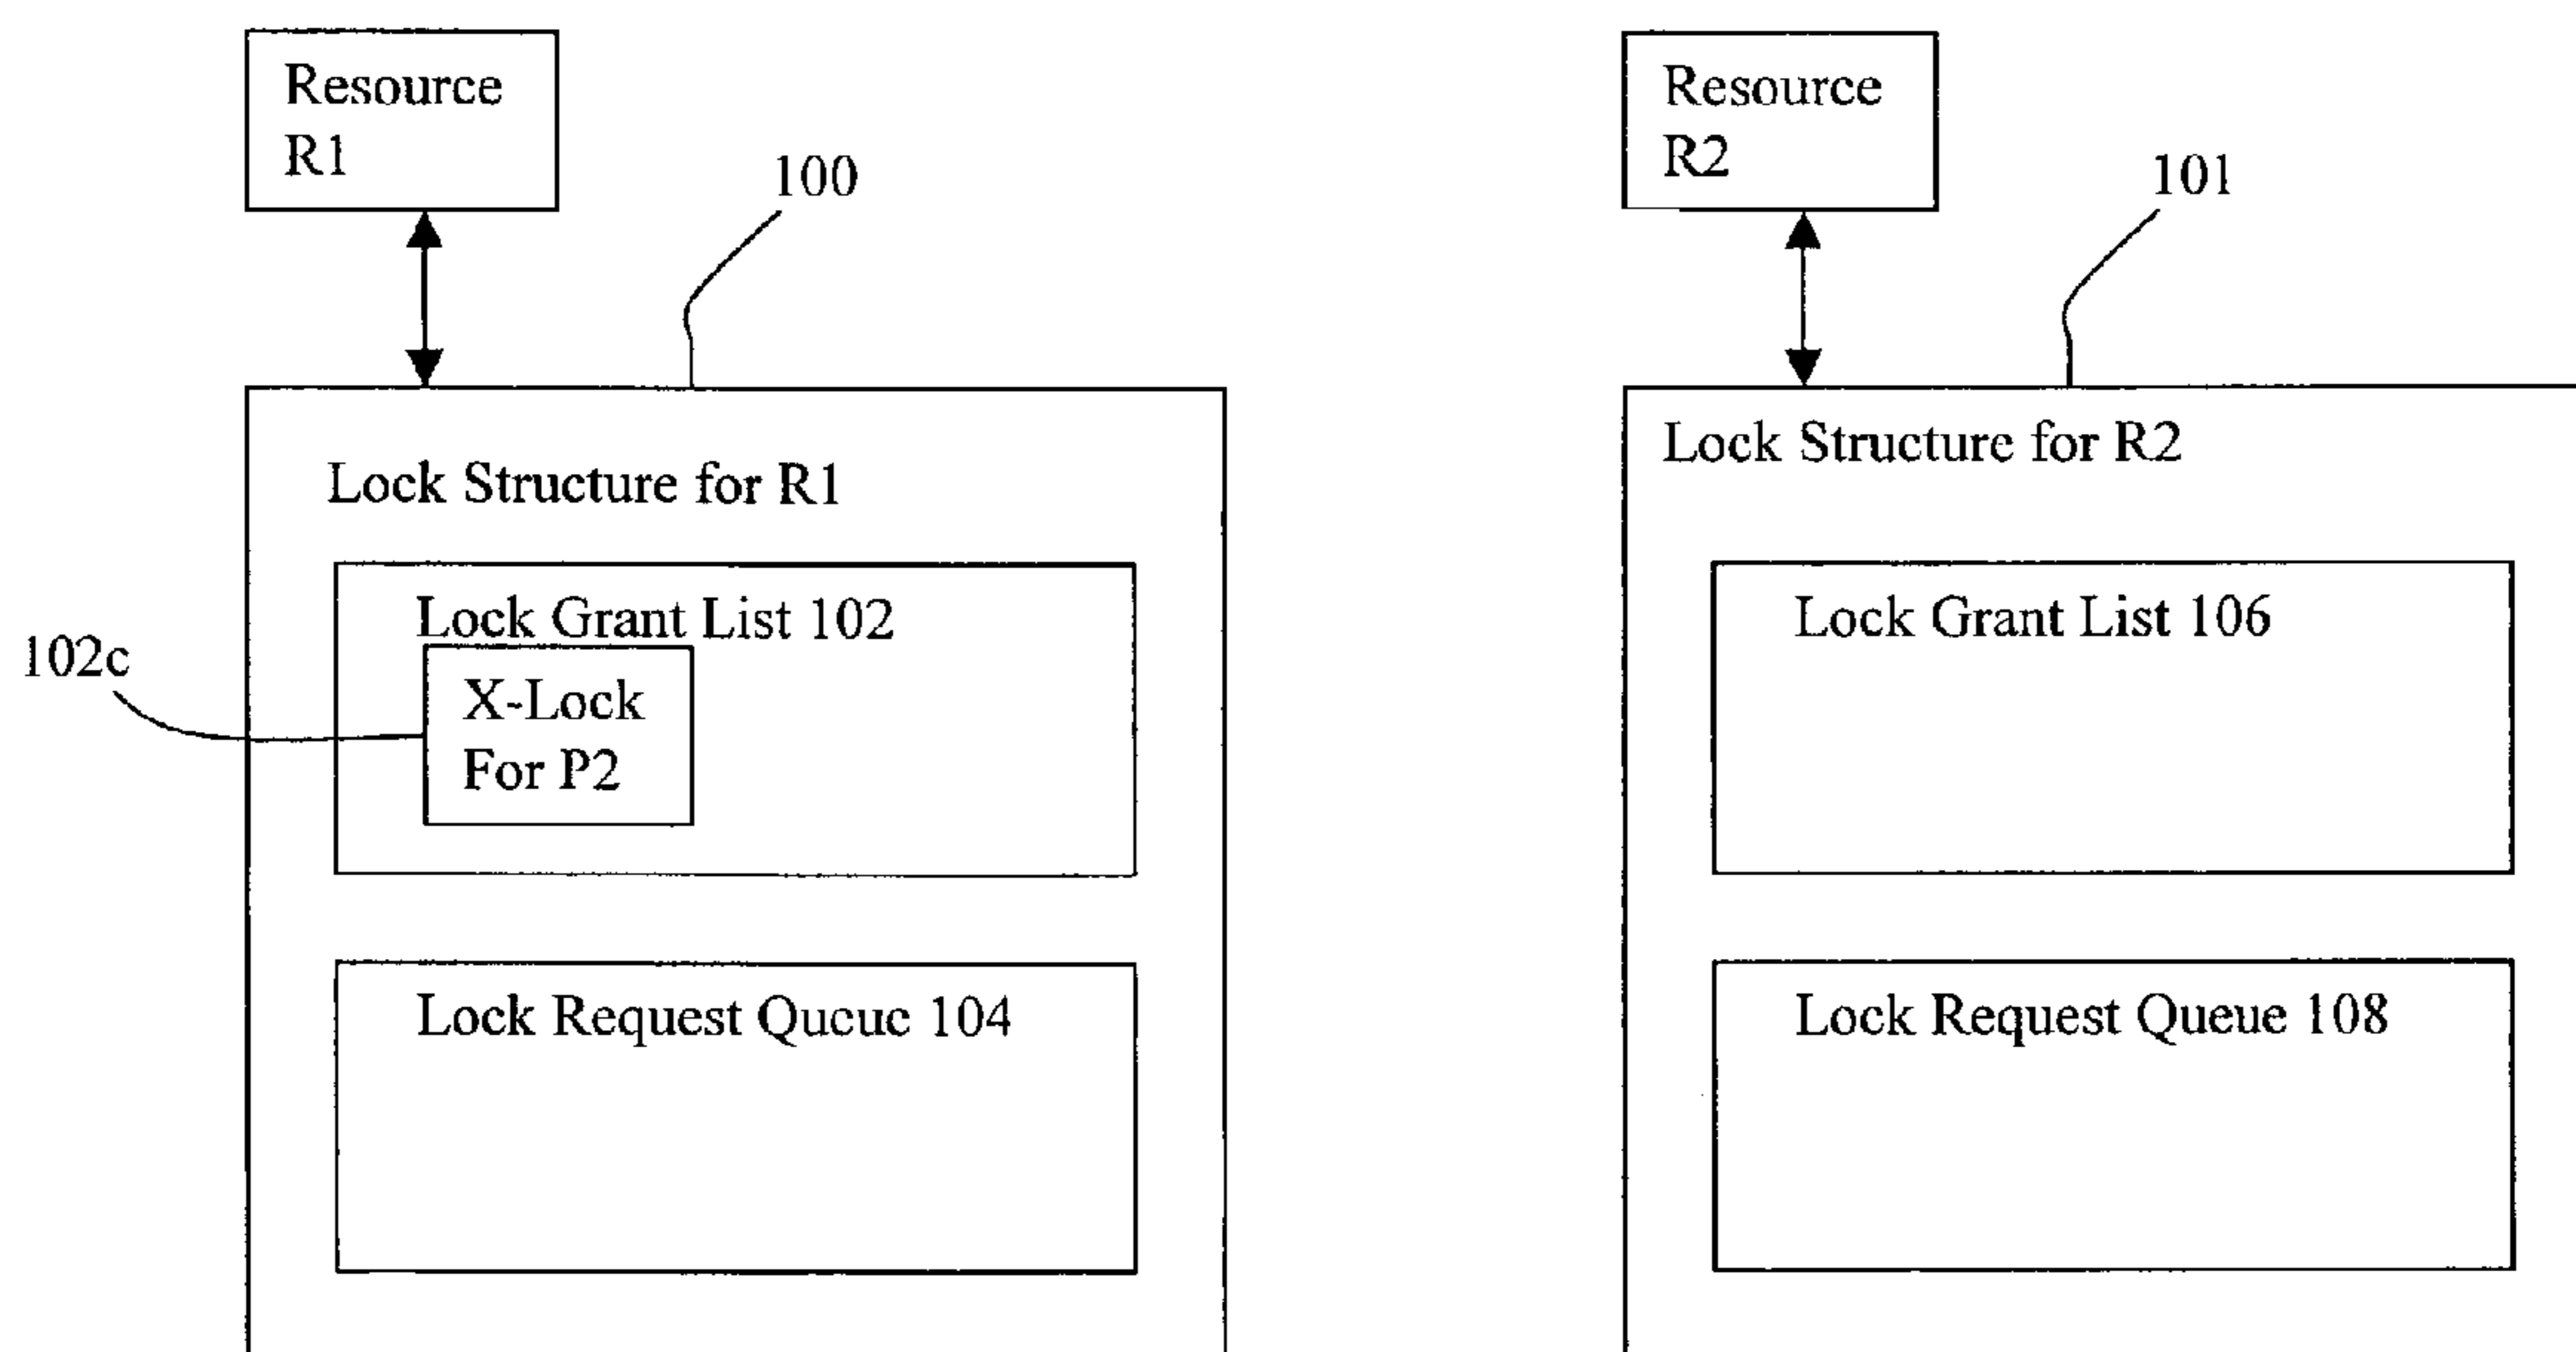 Resource
R1
100
Lock Structure for R1
Lock Grant List 102
102c
X-Lock
For P2
Lock Request Queue 104
Resource
R2
101
Lock Structure for R2
Lock Grant List 106
Lock Request Queue 108